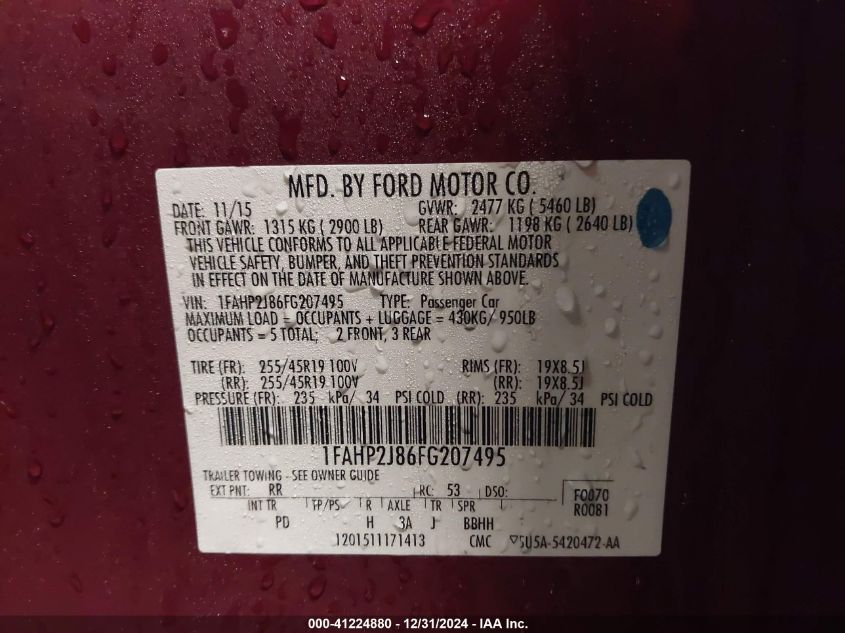 MFD. BY FORD MOTOR CO.
DATE: 11/15 GVWR: 2477 KG ( 5460 LB)
FRONT GAWR: 1315 KG ( 2900 LB) REAR GAWR: 1198 KG ( 2640 LB)
THIS VEHICLE CONFORMS TO ALL APPLICABLE FEDERAL MOTOR
VEHICLE SAFETY, BUMPER, AND THEFT PREVENTION STANDARDS
IN EFFECT ON THE DATE OF MANUFACTURE SHOWN ABOVE.
VIN: 1FAHP2J86FG207495 TYPE: Passenger Car
MAXIMUM LOAD = OCCUPANTS + LUGGAGE = 430KG/ 950LB
OCCUPANTS = 5 TOTAL; 2 FRONT, 3 REAR
TIRE (FR): 255/45R19 100V RIMS (FR): 19X8.5J
(RR): 255/45R19 100V (RR): 19X8.5J
PRESSURE (FR): 235 kPa/ 34 PSI COLD (RR): 235 kPa/ 34 PSI COLD
1FAHP2J86FG207495
TRAILER TOWING - SEE OWNER GUIDE
EXT PNT: RR RC: 53 DSO: F0070
INT TR TP/PS R AXLE TR SPR R0081
PD H 3A J BBHH
1201511171413 CMC 5U5A-5420472-AA
000-41224880 - 12/31/2024 - IAA Inc.